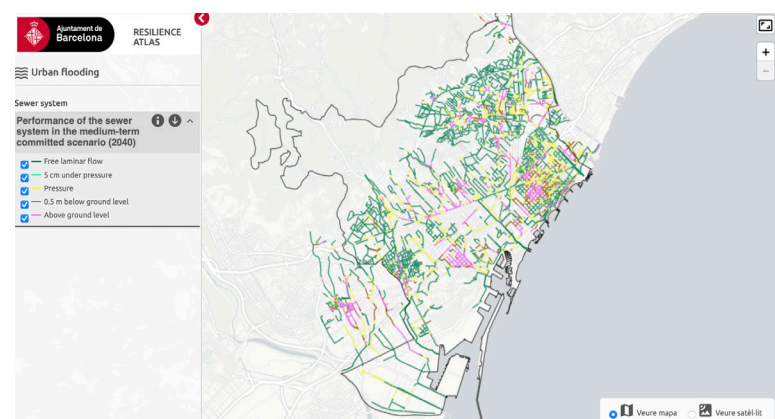 Ajuntament de
Barcelona
RESILIENCE
ATLAS
Urban flooding
Sewer system
Performance of the sewer
system in the medium-term
committed scenario (2040)
Free laminar flow
5 cm under pressure
Pressure
0.5 m below ground level
Above ground level
Veure mapa
Veure satèl·lit